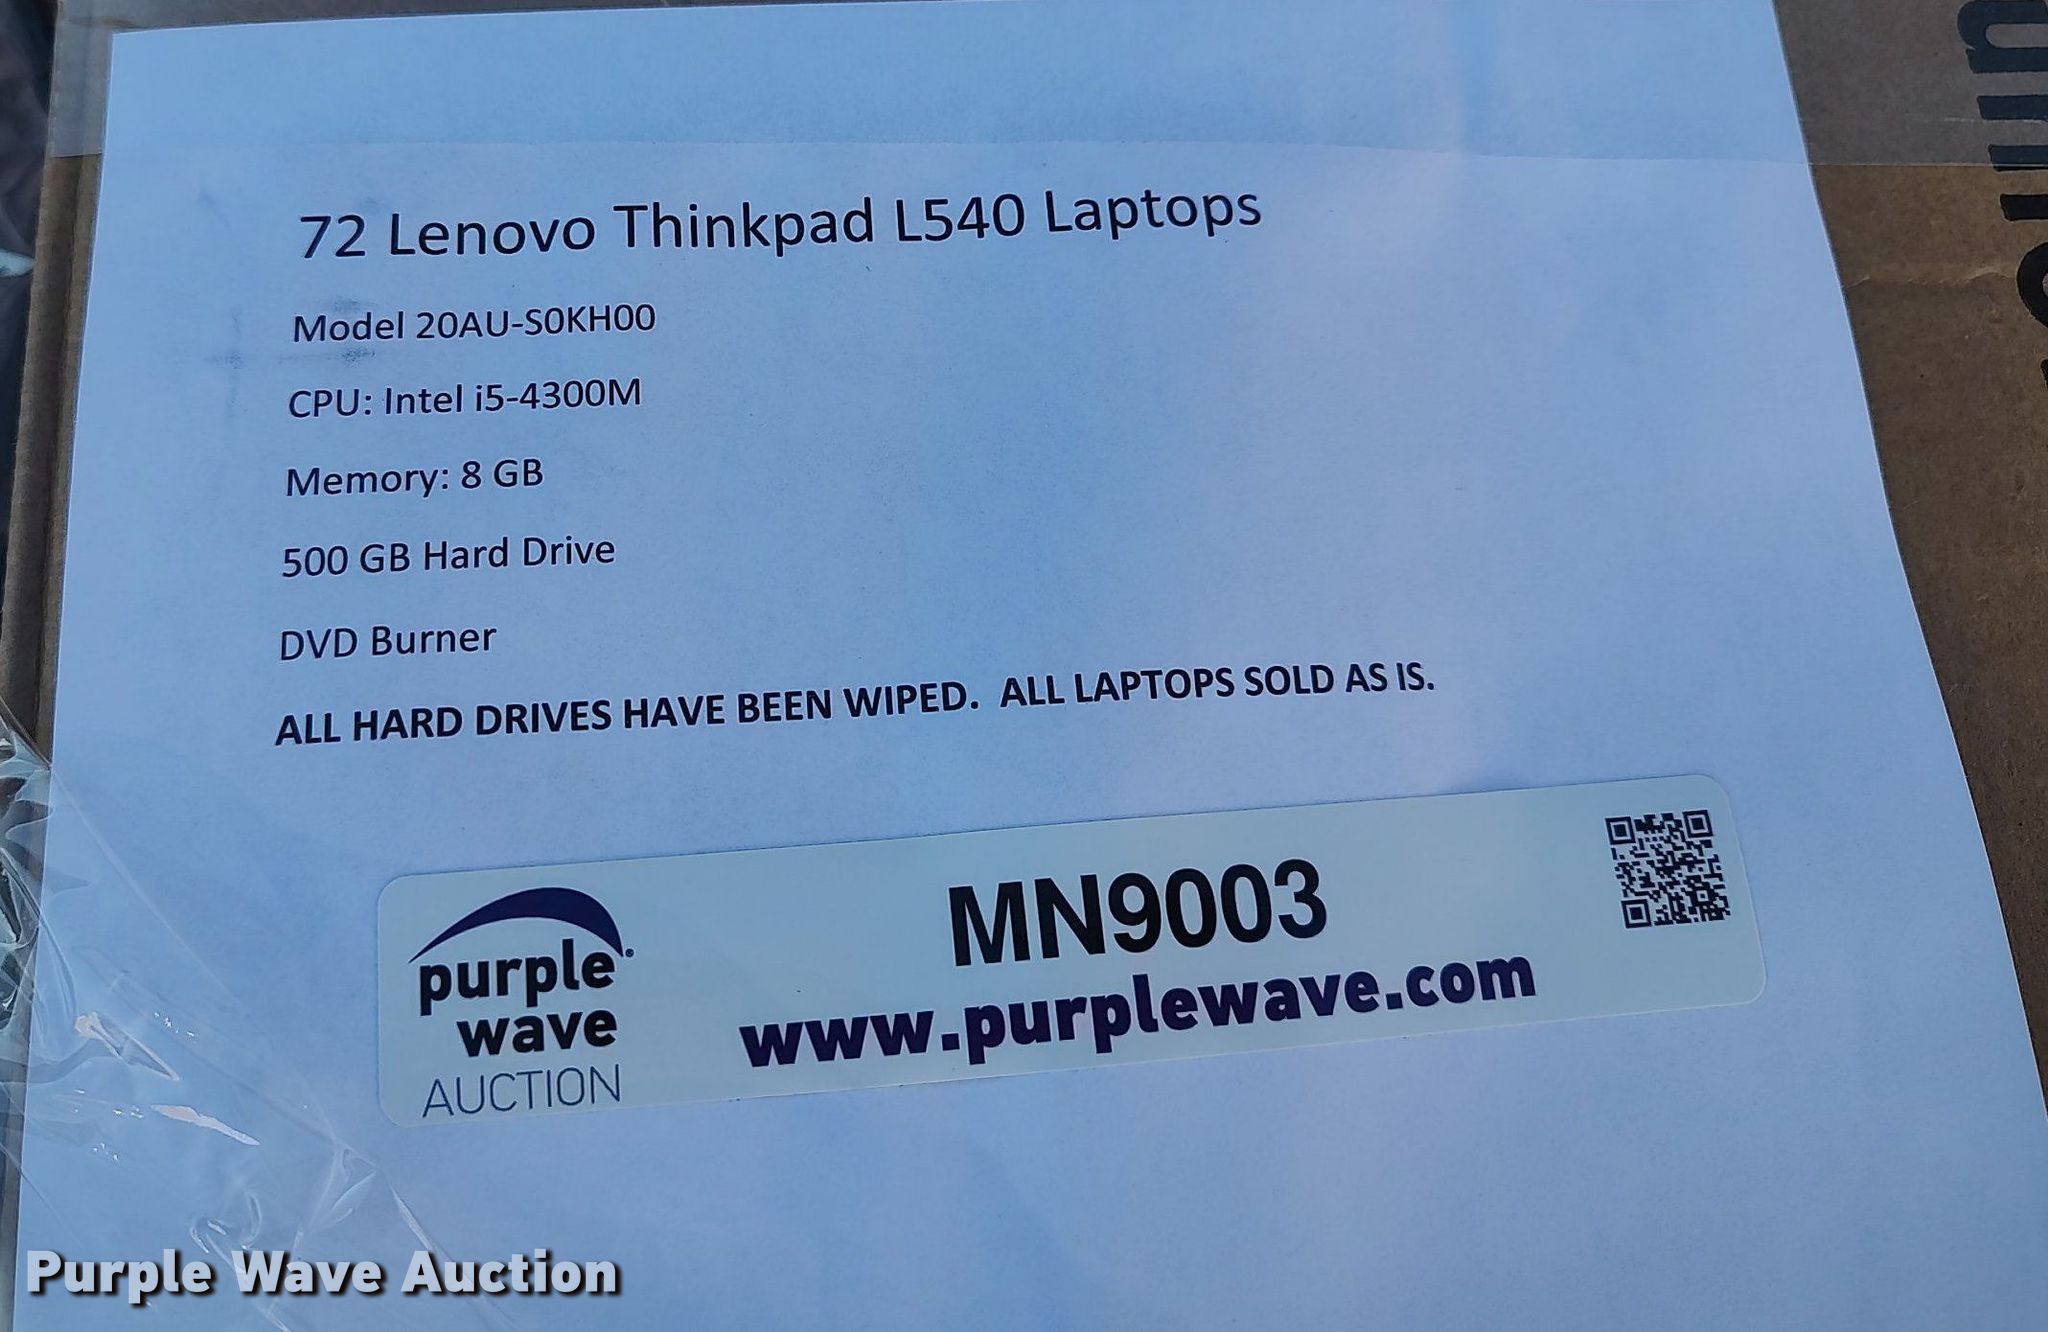 72 Lenovo Thinkpad L540 Laptops
Model 20AU-S0KH00
CPU: Intel i5-4300M
Memory: 8 GB
500 GB Hard Drive
DVD Burner
ALL HARD DRIVES HAVE BEEN WIPED.  ALL LAPTOPS SOLD AS IS.
purple
wave
AUCTION
MN9003
www.purplewave.com
Purple Wave Auction